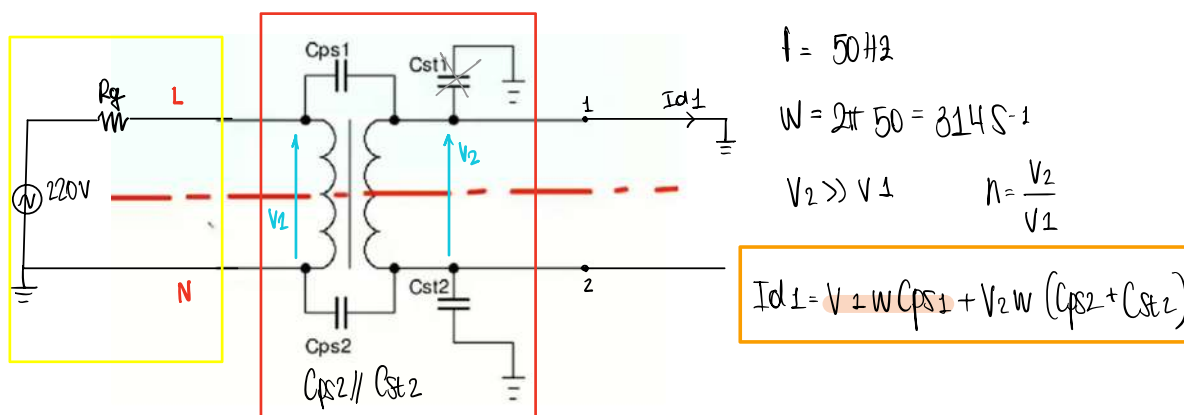 Cps1
Cst1
Rg
L
1
Id1
220V
V1
V2
N
2
Cst2
Cps2
Cps2 // Cst2
f = 50Hz
W = 2π 50 = 314 S-1
V2 >> V1
n = V2/V1
Id1 = V1 W Cps1 + V2 W (Cps2 + Cst2)